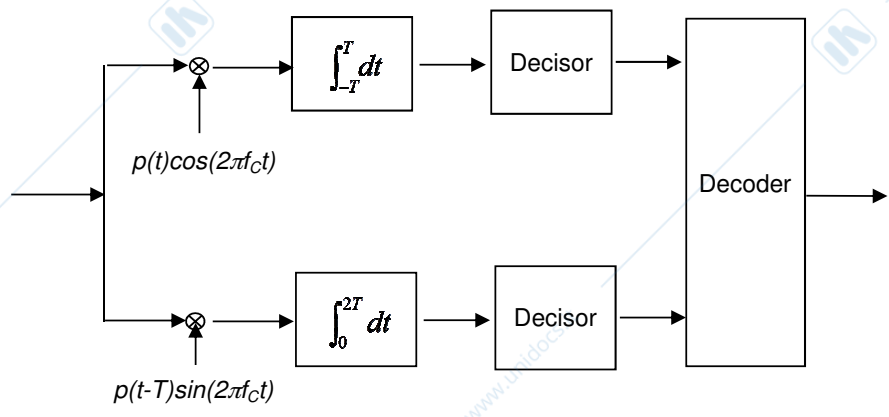 ∫_{-T}^{T} dt
Decisor
p(t)cos(2πf_Ct)
Decoder
∫_{0}^{2T} dt
Decisor
p(t-T)sin(2πf_Ct)